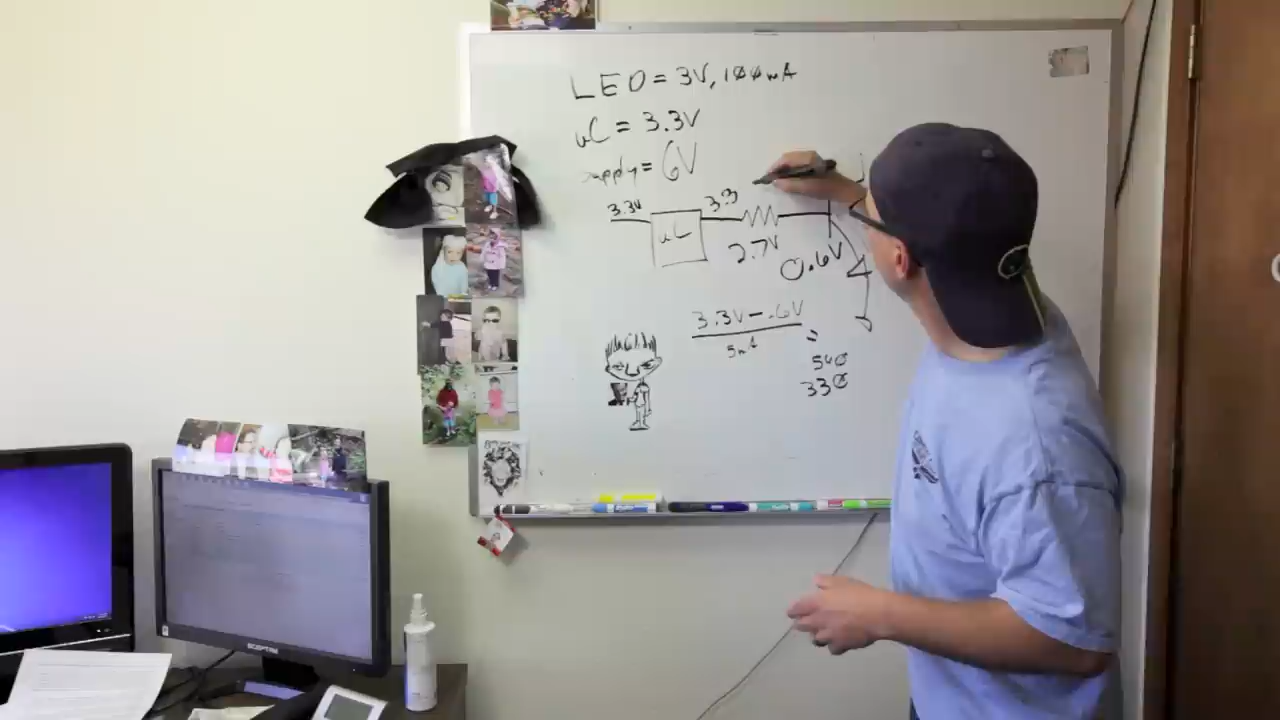 LED = 3V, 100mA
uC = 3.3V
supply = 6V
3.3V
3.3
uC
2.7V
0.6V
3.3V - .6V
5mA
=
540
330
SCEPTRE